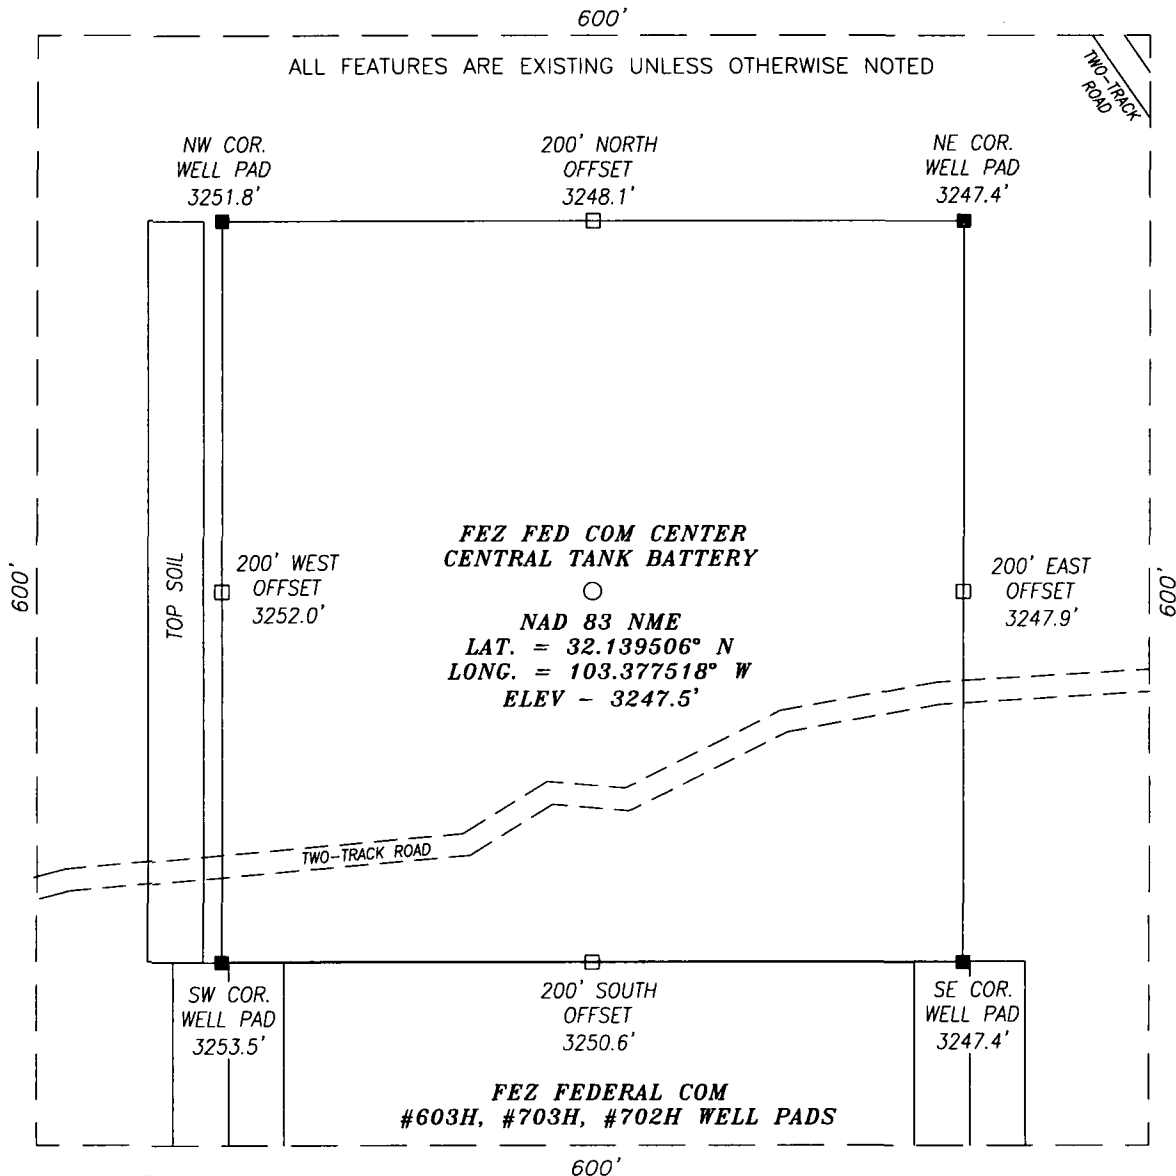 600'
ALL FEATURES ARE EXISTING UNLESS OTHERWISE NOTED
TWO-TRACK
ROAD
NW COR.
WELL PAD
3251.8'
200' NORTH
OFFSET
3248.1'
NE COR.
WELL PAD
3247.4'
600'
TOP SOIL
200' WEST
OFFSET
3252.0'
FEZ FED COM CENTER
CENTRAL TANK BATTERY
NAD 83 NME
LAT. = 32.139506° N
LONG. = 103.377518° W
ELEV - 3247.5'
200' EAST
OFFSET
3247.9'
600'
TWO-TRACK ROAD
SW COR.
WELL PAD
3253.5'
200' SOUTH
OFFSET
3250.6'
SE COR.
WELL PAD
3247.4'
FEZ FEDERAL COM
#603H, #703H, #702H WELL PADS
600'